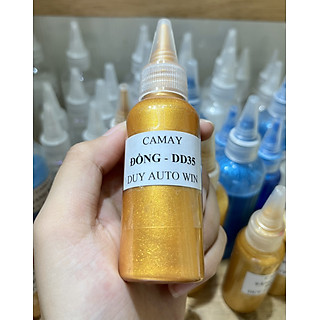 CAMAY
ĐỒNG - DD35
DUY AUTO WIN